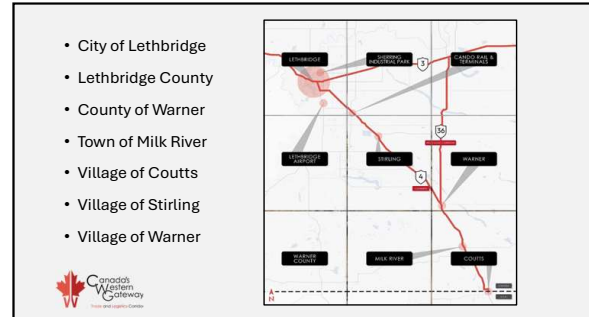 • City of Lethbridge
• Lethbridge County
• County of Warner
• Town of Milk River
• Village of Coutts
• Village of Stirling
• Village of Warner
Canada's
Western
Gateway
Trade and Logistics Corridor
LETHBRIDGE
SHERRING
INDUSTRIAL PARK
3
CANDO RAIL &
TERMINALS
36
LETHBRIDGE
AIRPORT
STIRLING
4
WARNER
WARNER
COUNTY
MILK RIVER
COUTTS
N